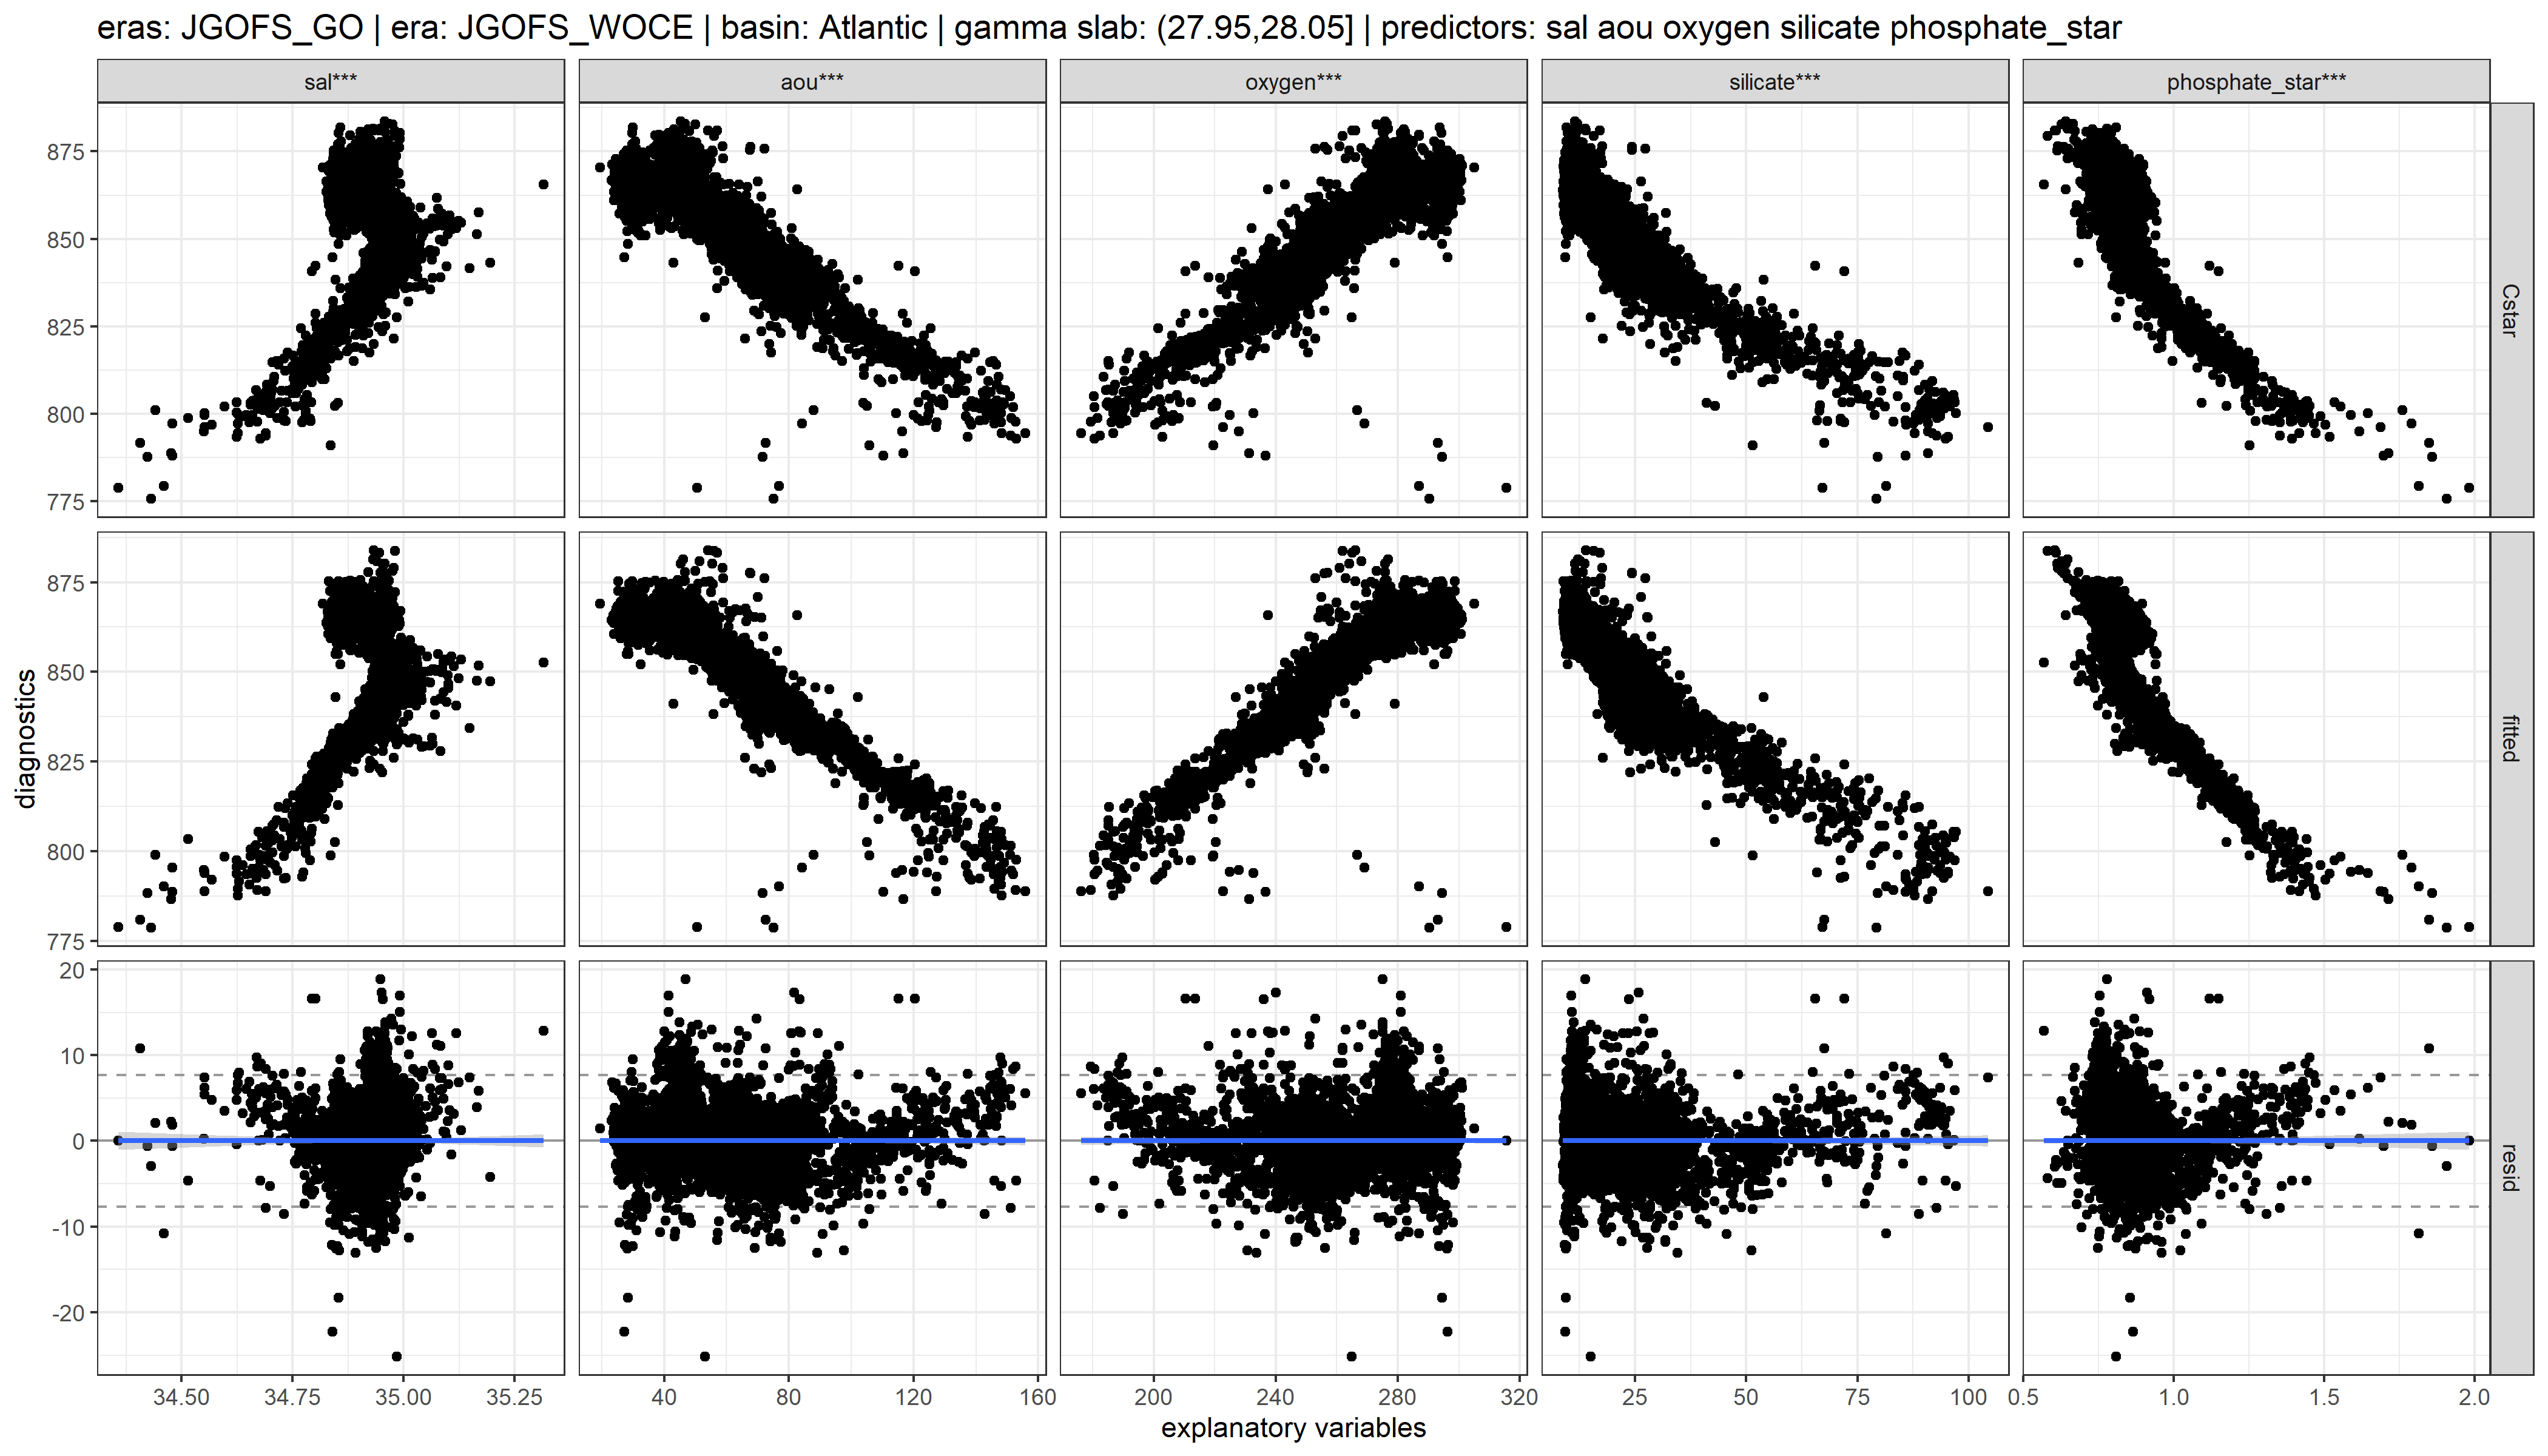 eras: JGOFS_GO | era: JGOFS_WOCE | basin: Atlantic | gamma slab: (27.95,28.05] | predictors: sal aou oxygen silicate phosphate_star
sal*** aou*** oxygen*** silicate*** phosphate_star***
875
850
825
800
775
Cstar
875
850
825
800
775
fitted
diagnostics
20
10
0
-10
-20
resid
34.50 34.75 35.00 35.25 40 80 120 160 200 240 280 320 25 50 75 100 0.5 1.0 1.5 2.0
explanatory variables